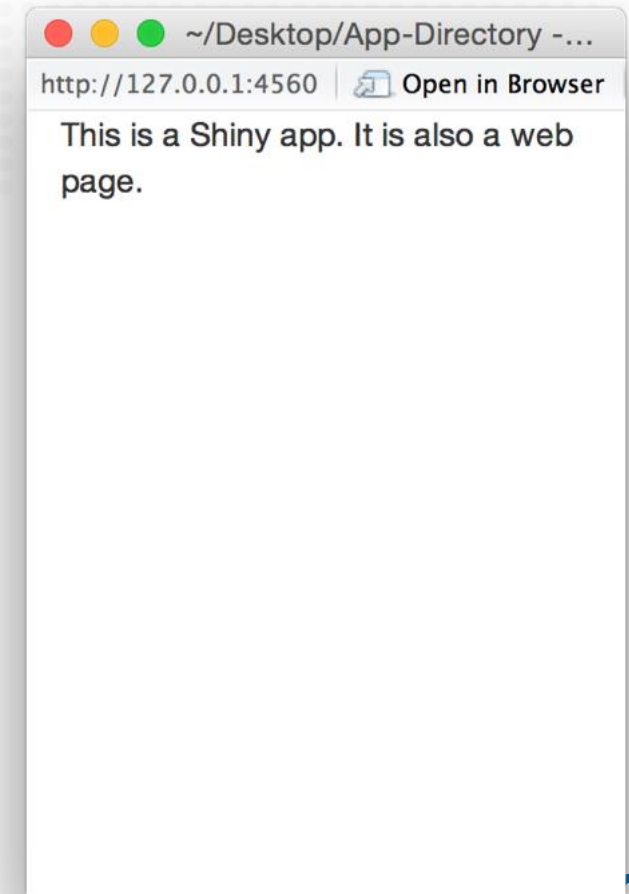 ~/Desktop/App-Directory -...
http://127.0.0.1:4560 Open in Browser
This is a Shiny app. It is also a web
page.